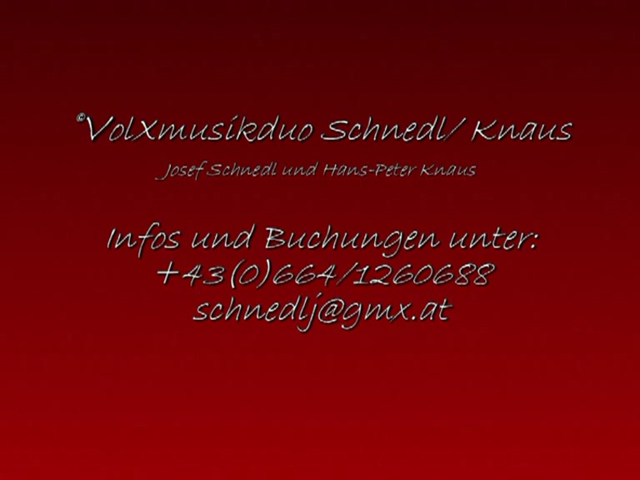 ©VolXmusikduo Schnedl/ Knaus
Josef Schnedl und Hans-Peter Knaus
Infos und Buchungen unter:
+43(0)664/1260688
schnedlj@gmx.at